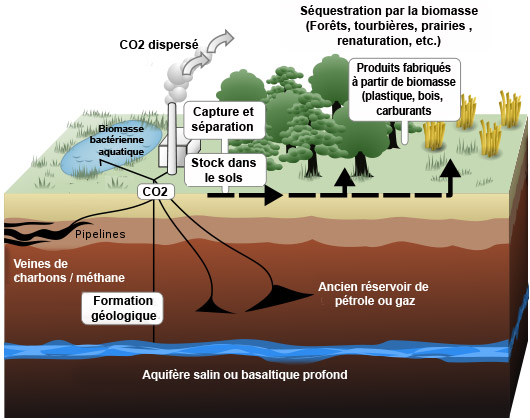 Séquestration par la biomasse
(Forêts, tourbières, prairies ,
renaturation, etc.)
CO2 dispersé
Produits fabriqués
à partir de biomasse
(plastique, bois,
carburants
Capture et
séparation
Biomasse
bactérienne
aquatique
Stock dans
le sols
CO2
Pipelines
Veines de
charbons / méthane
Formation
géologique
Ancien réservoir de
pétrole ou gaz
Aquifère salin ou basaltique profond